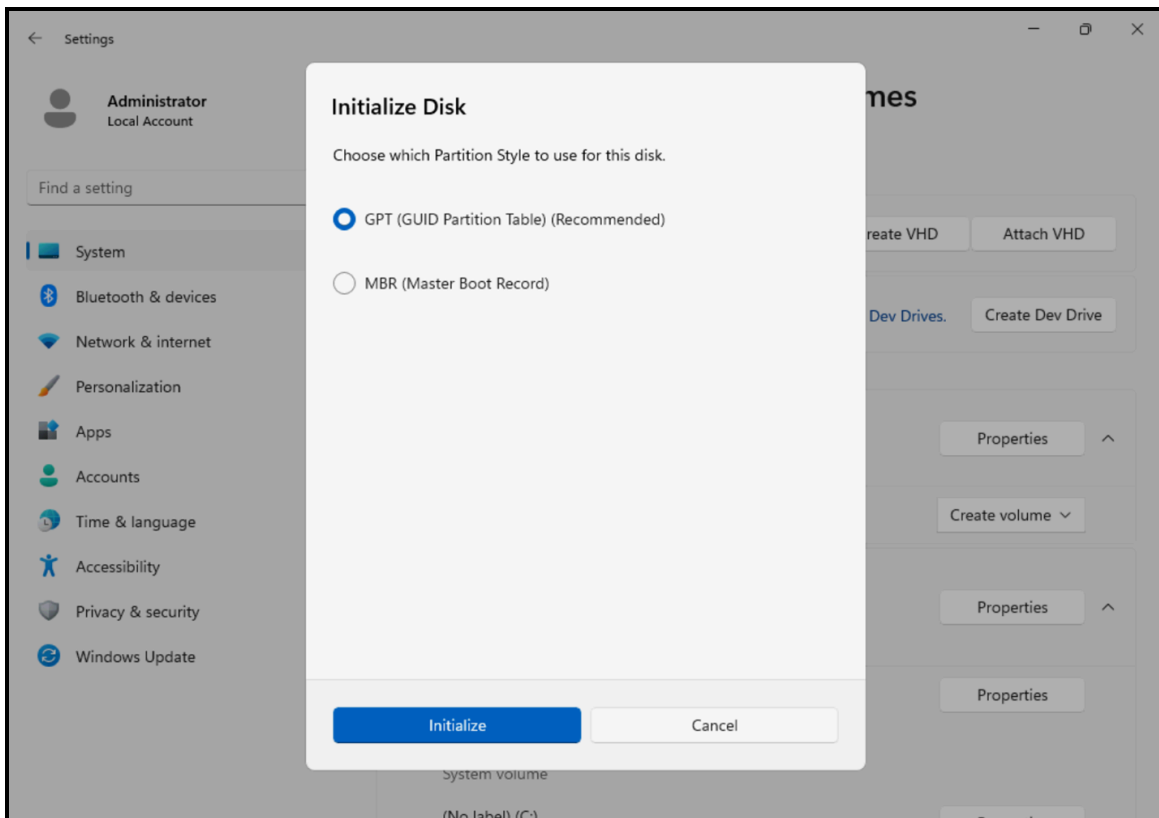 Settings
Administrator
Local Account
Find a setting
System
Bluetooth & devices
Network & internet
Personalization
Apps
Accounts
Time & language
Accessibility
Privacy & security
Windows Update
Initialize Disk
Choose which Partition Style to use for this disk.
GPT (GUID Partition Table) (Recommended)
MBR (Master Boot Record)
Initialize
Cancel
mes
reate VHD
Attach VHD
Dev Drives.
Create Dev Drive
Properties
Create volume
Properties
Properties
System volume
(No label) (C:)